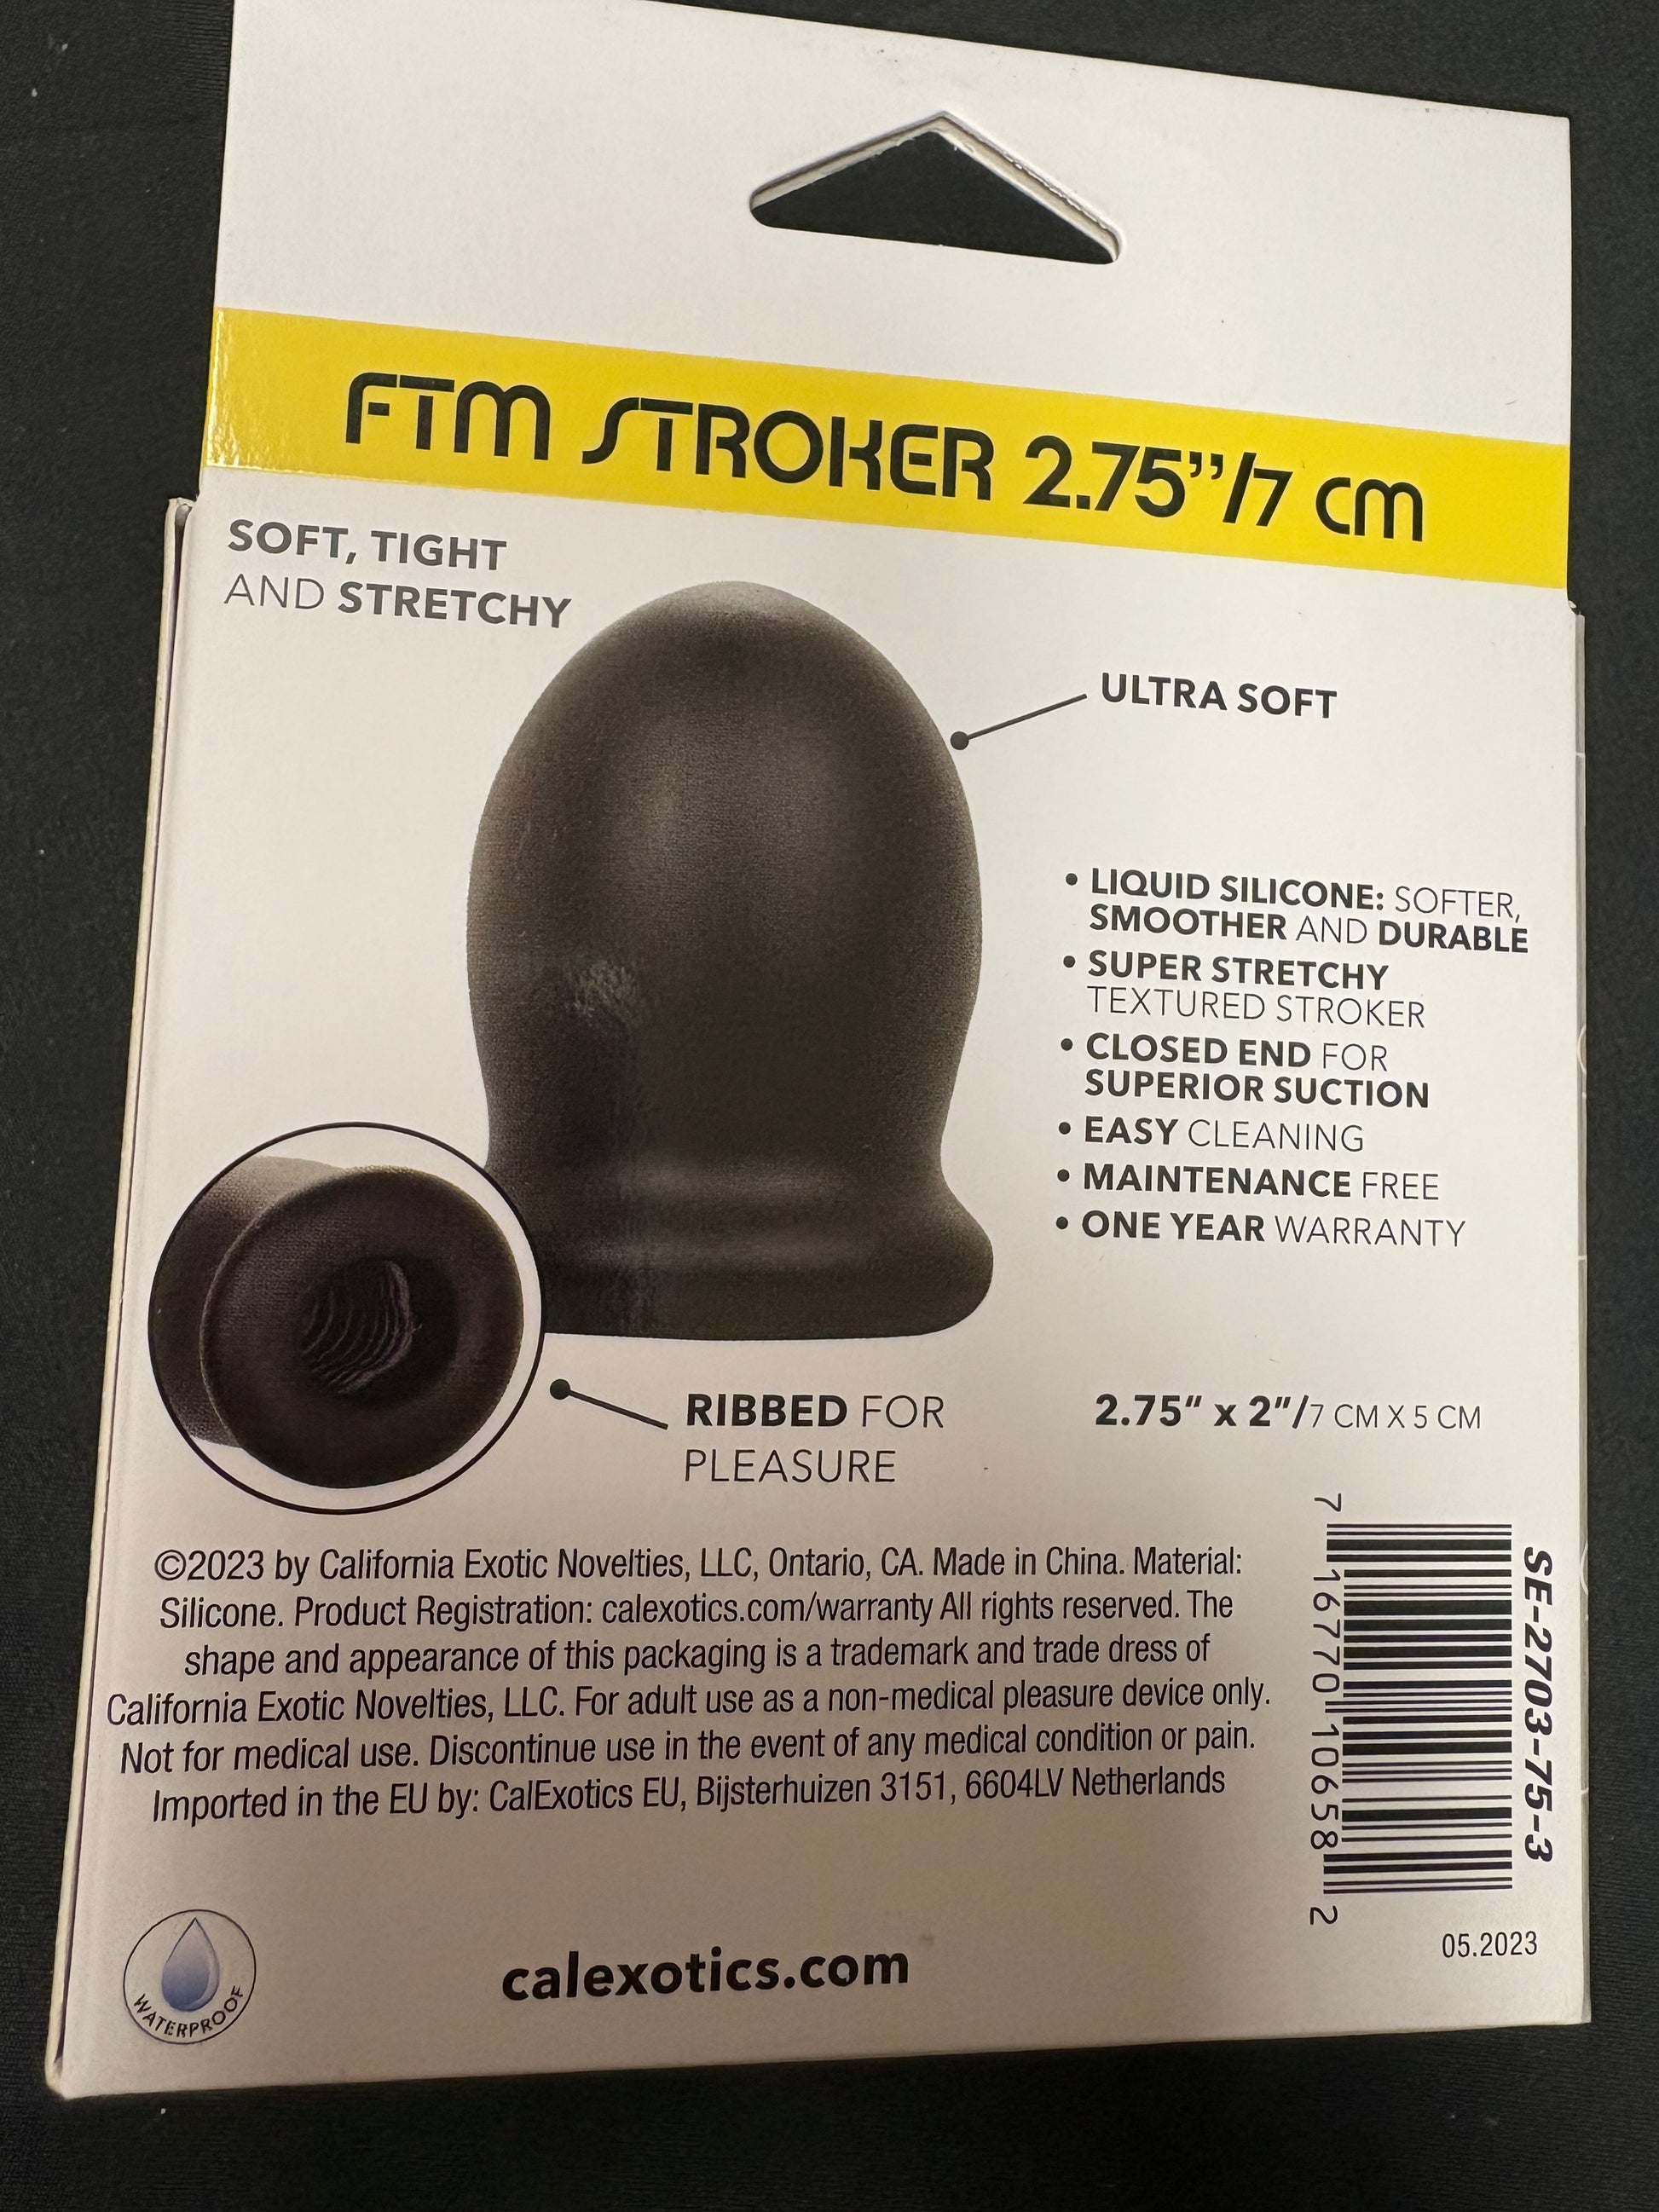 FTM STROKER 2.75”/7 CM
SOFT, TIGHT
AND STRETCHY
ULTRA SOFT
• LIQUID SILICONE: SOFTER,
SMOOTHER AND DURABLE
• SUPER STRETCHY
TEXTURED STROKER
• CLOSED END FOR
SUPERIOR SUCTION
• EASY CLEANING
• MAINTENANCE FREE
• ONE YEAR WARRANTY
RIBBED FOR
PLEASURE
2.75" x 2"/7 CM X 5 CM
©2023 by California Exotic Novelties, LLC, Ontario, CA. Made in China. Material:
Silicone. Product Registration: calexotics.com/warranty All rights reserved. The
shape and appearance of this packaging is a trademark and trade dress of
California Exotic Novelties, LLC. For adult use as a non-medical pleasure device only.
Not for medical use. Discontinue use in the event of any medical condition or pain.
Imported in the EU by: CalExotics EU, Bijsterhuizen 3151, 6604LV Netherlands
SE-2703-75-3
7 16770 10658 2
05.2023
WATERPROOF
calexotics.com